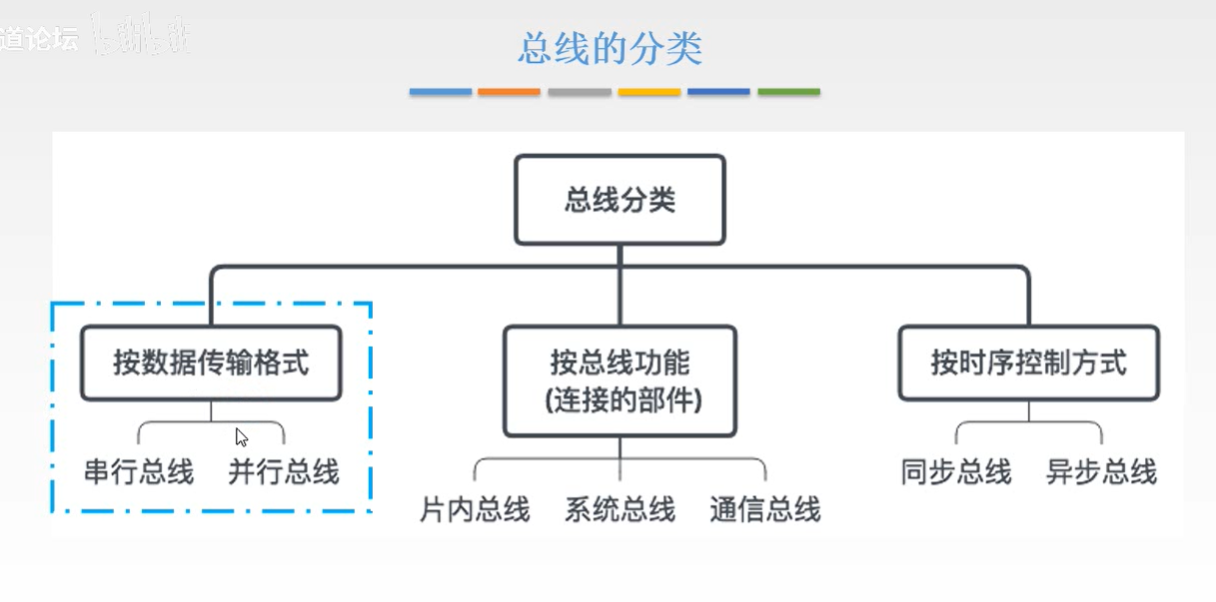 道论坛
bilibili
总线的分类
总线分类
按数据传输格式
串行总线 并行总线
按总线功能
(连接的部件)
片内总线 系统总线 通信总线
按时序控制方式
同步总线 异步总线